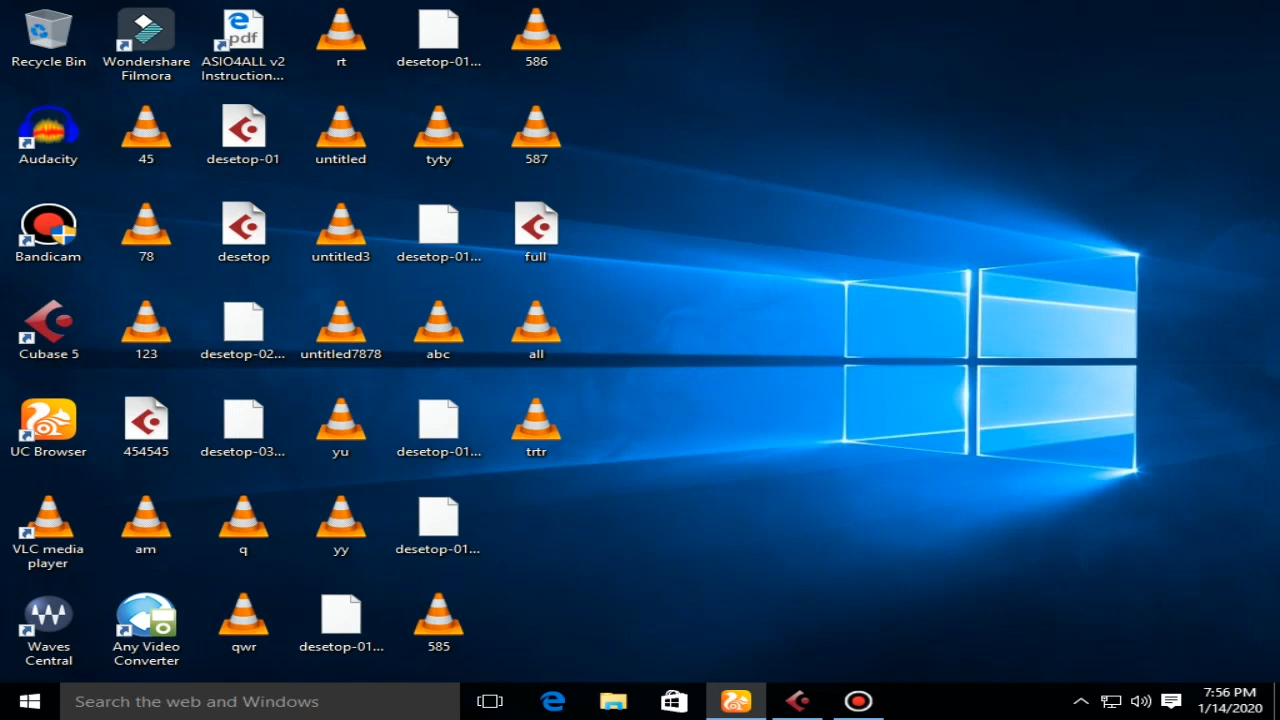 Recycle Bin
Wondershare
Filmora
pdf
ASIO4ALL v2
Instruction...
rt
desetop-01...
586
Audacity
45
desetop-01
untitled
tyty
587
Bandicam
78
desetop
untitled3
desetop-01...
full
Cubase 5
123
desetop-02...
untitled7878
abc
all
UC Browser
454545
desetop-03...
yu
desetop-01...
trtr
VLC media
player
am
q
yy
desetop-01...
Waves
Central
Any Video
Converter
qwr
desetop-01...
585
Search the web and Windows
7:56 PM
1/14/2020